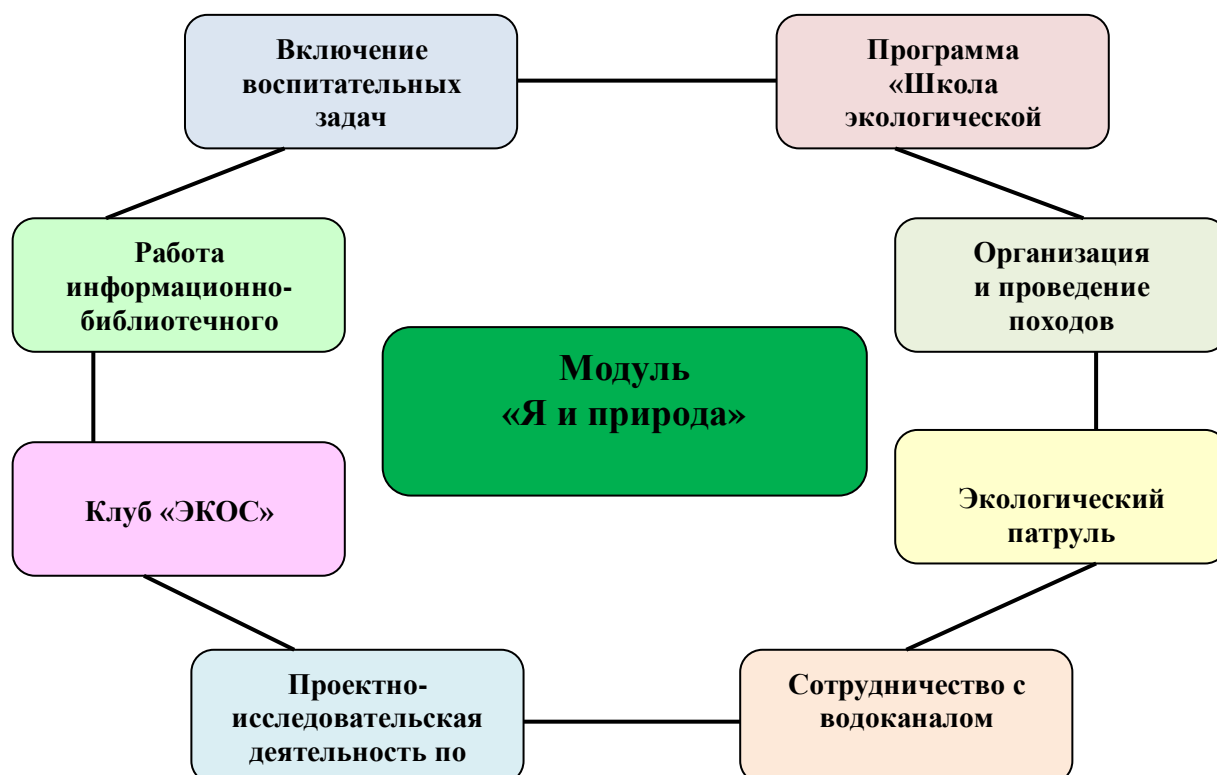 Включение
воспитательных
задач
Программа
«Школа
экологической
Работа
информационно-
библиотечного
Организация
и проведение
походов
Модуль
«Я и природа»
Клуб «ЭКОС»
Экологический
патруль
Проектно-
исследовательская
деятельность по
Сотрудничество с
водоканалом